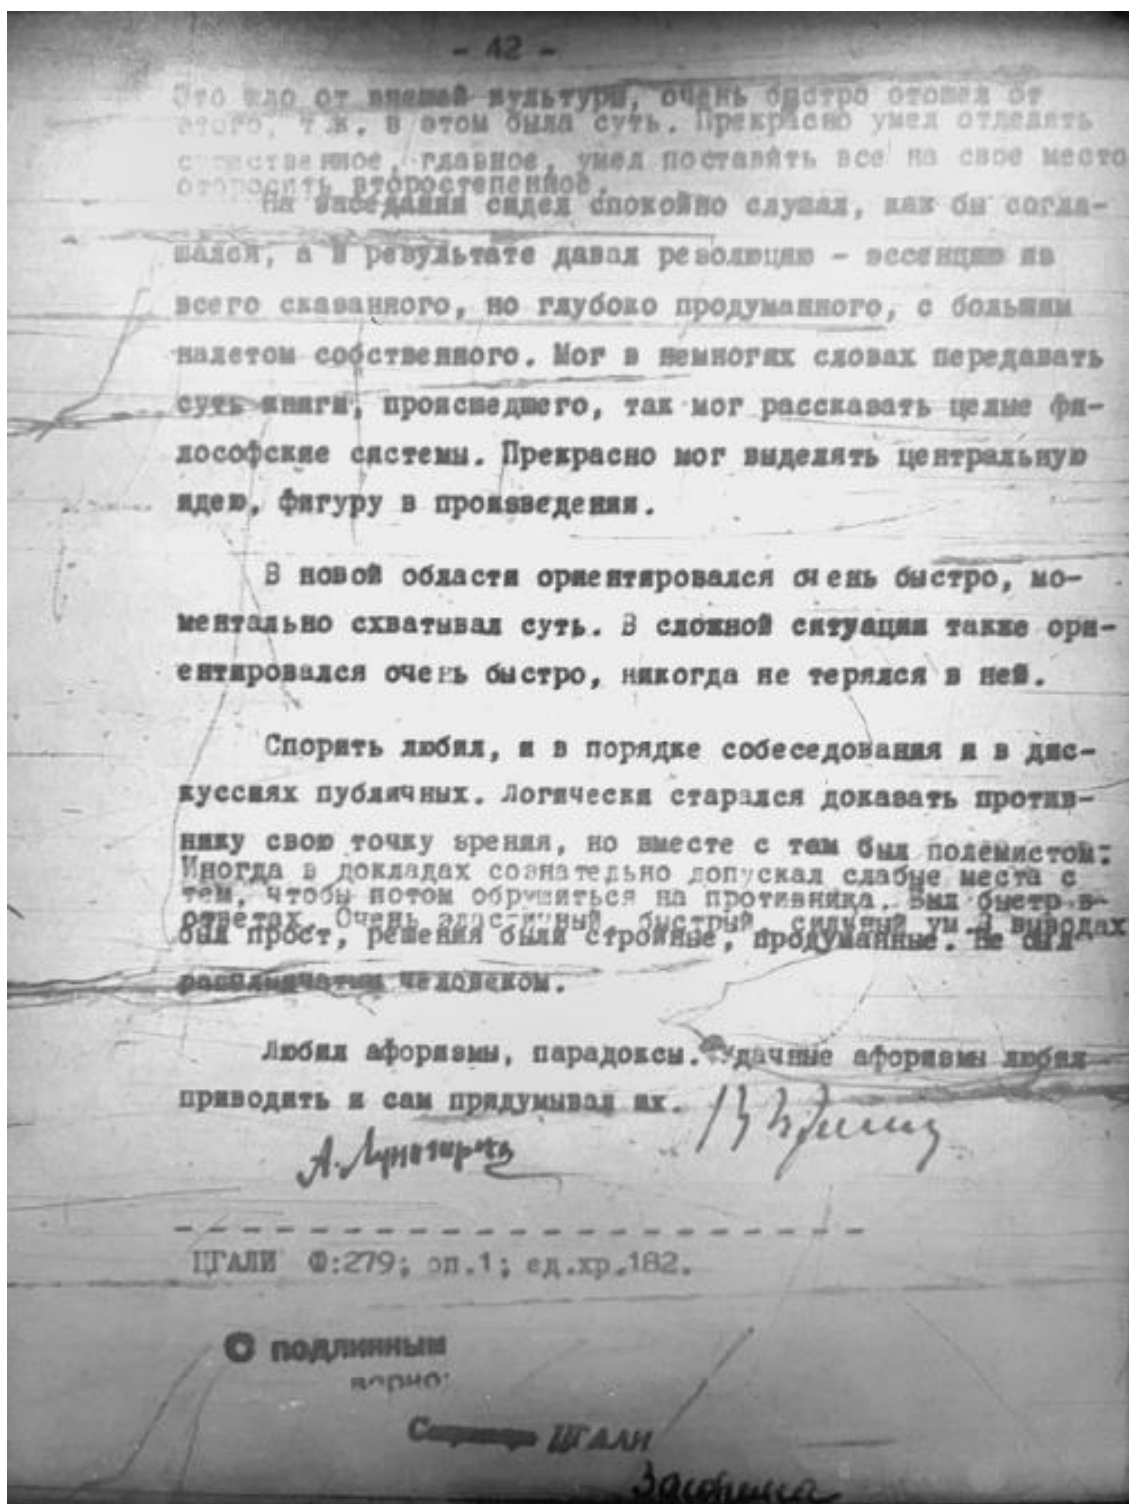 - 42 -
Это шло от внешней культуры, очень быстро отошел от
этого, т.к. в этом была суть. Прекрасно умел отделять
существенное, главное, умел поставить все на свое место
отбросить второстепенное.
На заседании сидел спокойно слушал, как бы согла-
шался, а в результате давал революцию - эссенцию из
всего сказанного, но глубоко продуманного, с большим
налетом собственного. Мог в немногих словах передавать
суть книги, происшедшего, так мог рассказать целые фи-
лософские системы. Прекрасно мог выделять центральную
идею, фигуру в произведении.
В новой области ориентировался очень быстро, мо-
ментально схватывал суть. В сложной ситуации также ори-
ентировался очень быстро, никогда не терялся в ней.
Спорить любил, и в порядке собеседования и в дис-
куссиях публичных. Логически старался доказать против-
нику свою точку зрения, но вместе с тем был полемистом.
Иногда в докладах сознательно допускал слабые места с
тем, чтобы потом обрушиться на противника. Был быстр в
ответах. Очень эластичный, быстрый, сильный ум. В выводах
был прост, решения были стройные, продуманные. Не был
расплывчатым человеком.
Любил афоризмы, парадоксы. Удачные афоризмы любил
приводить и сам придумывал их.
А. Луначарска
ЦГАЛИ Ф:279; оп.1; ед.хр.182.
С подлинным
верно:
ЦГАЛИ